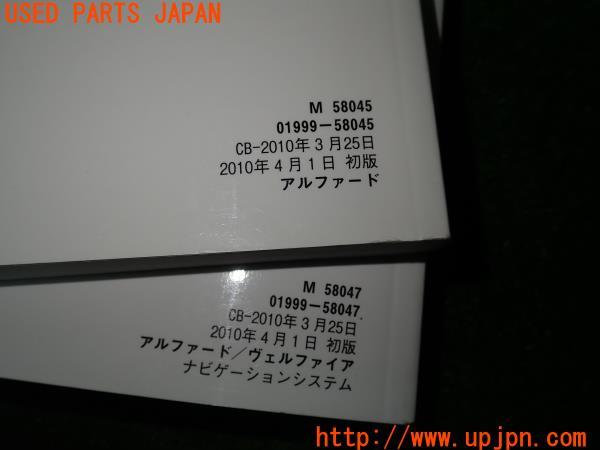 USED PARTS JAPAN
M 58045
01999-58045
CB-2010年3月25日
2010年4月1日 初版
アルファード
M 58047
01999-58047
CB-2010年3月25日
2010年4月1日 初版
アルファード/ヴェルファイア
ナビゲーションシステム
http://www.upjpn.com